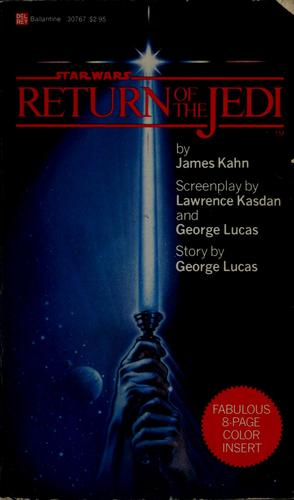 DEL REY
Ballantine 30767 $2.95
STAR WARS
RETURN OF THE JEDI
TM
by
James Kahn
Screenplay by
Lawrence Kasdan
and
George Lucas
Story by
George Lucas
FABULOUS
8-PAGE
COLOR
INSERT